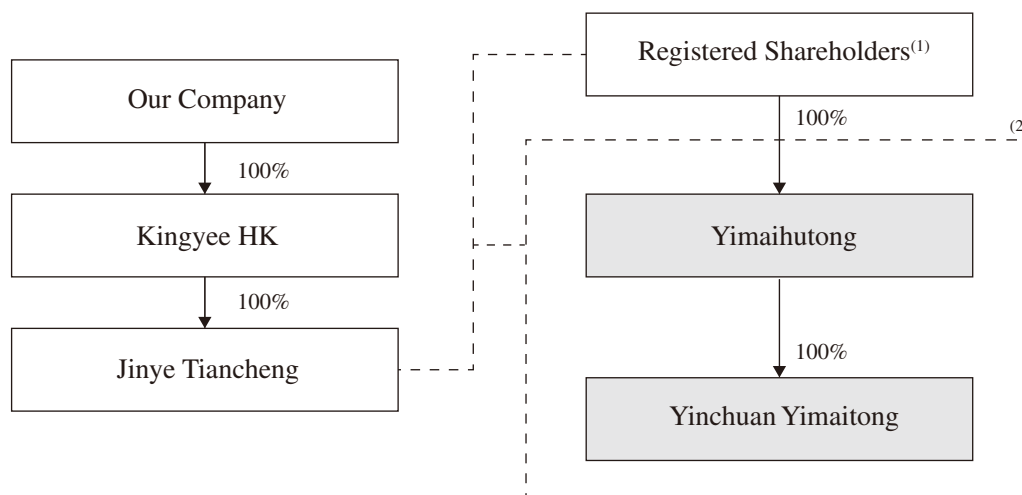 Our Company
100%
Kingyee HK
100%
Jinye Tiancheng
Registered Shareholders(1)
100%
(2
Yimaihutong
100%
Yinchuan Yimaitong